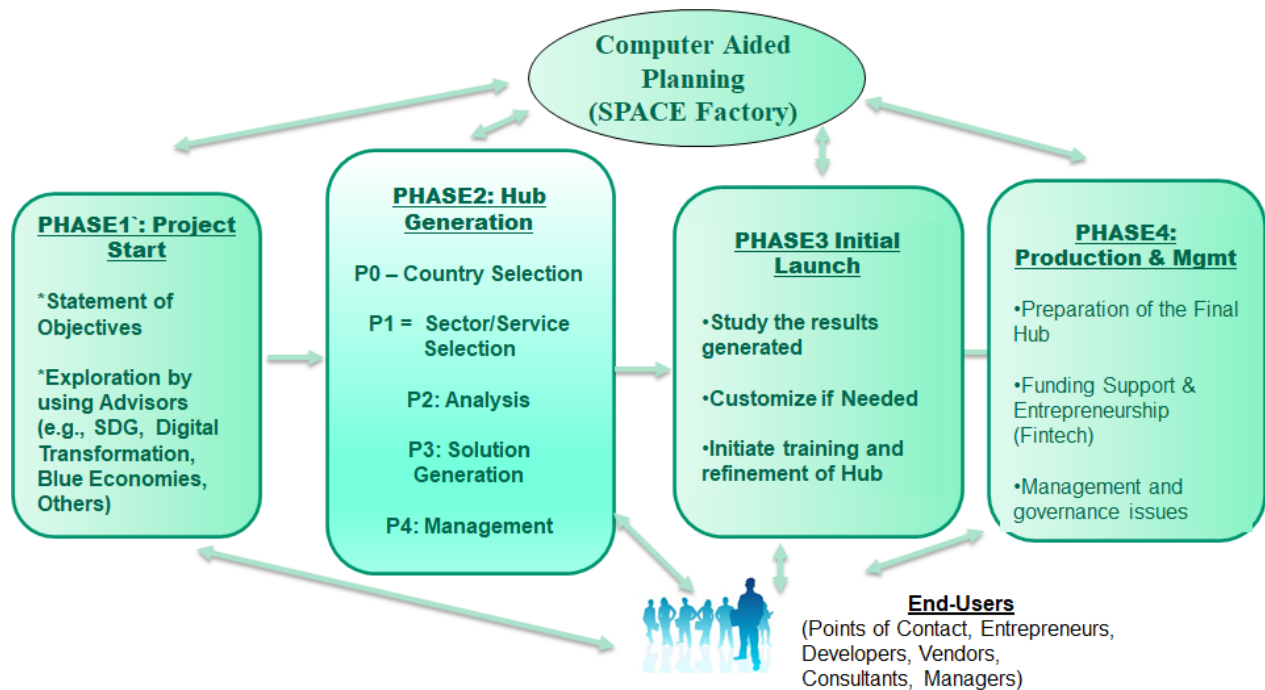 Computer Aided
Planning
(SPACE Factory)
PHASE1`: Project
Start
*Statement of
Objectives
*Exploration by
using Advisors
(e.g., SDG, Digital
Transformation,
Blue Economies,
Others)
PHASE2: Hub
Generation
P0 – Country Selection
P1 = Sector/Service
Selection
P2: Analysis
P3: Solution
Generation
P4: Management
PHASE3 Initial
Launch
•Study the results
generated
•Customize if Needed
•Initiate training and
refinement of Hub
PHASE4:
Production & Mgmt
•Preparation of the Final
Hub
•Funding Support &
Entrepreneurship
(Fintech)
•Management and
governance issues
End-Users
(Points of Contact, Entrepreneurs,
Developers, Vendors,
Consultants, Managers)